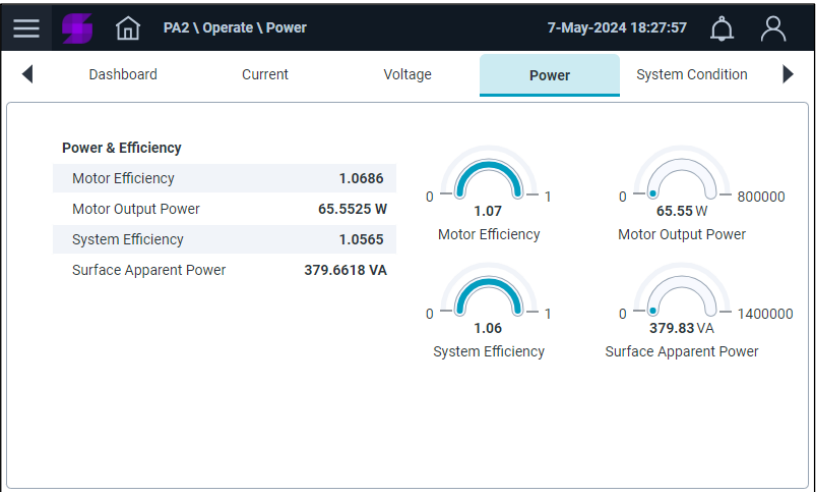 PA2 \ Operate \ Power 7-May-2024 18:27:57
Dashboard Current Voltage Power System Condition
Power & Efficiency
Motor Efficiency 1.0686
Motor Output Power 65.5525 W
System Efficiency 1.0565
Surface Apparent Power 379.6618 VA
0 1
1.07
Motor Efficiency
0 800000
65.55 W
Motor Output Power
0 1
1.06
System Efficiency
0 1400000
379.83 VA
Surface Apparent Power